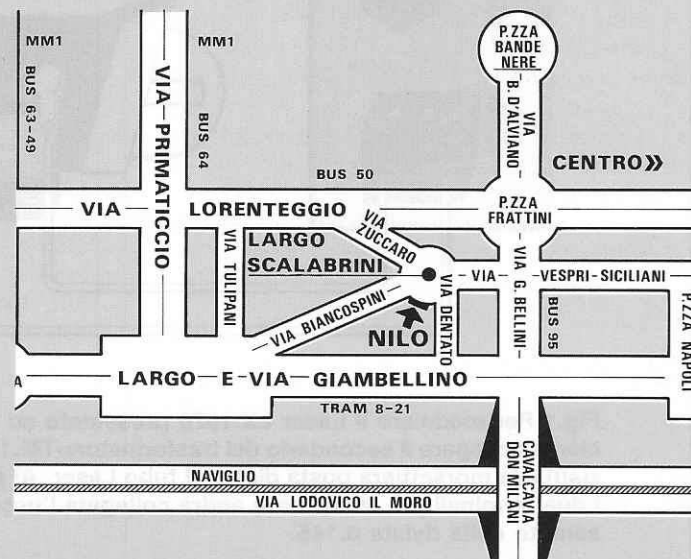 P.ZZA
BANDE
NERE
MM1
MM1
BUS 63-49
VIA PRIMATICCIO
BUS 64
VIA
B. D'ALVIANO
CENTRO»
BUS 50
VIA LORENTEGGIO
P.ZZA
FRATTINI
VIA
ZUCCARO
VIA TULIPANI
LARGO
SCALABRINI
VIA VESPRI-SICILIANI
VIA G. BELLINI
VIA DENTATO
VIA BIANCOSPINI
NILO
BUS 95
P.ZZA NAPOLI
A
LARGO E VIA GIAMBELLINO
TRAM 8-21
CAVALCAVIA
DON MILANI
NAVIGLIO
VIA LODOVICO IL MORO